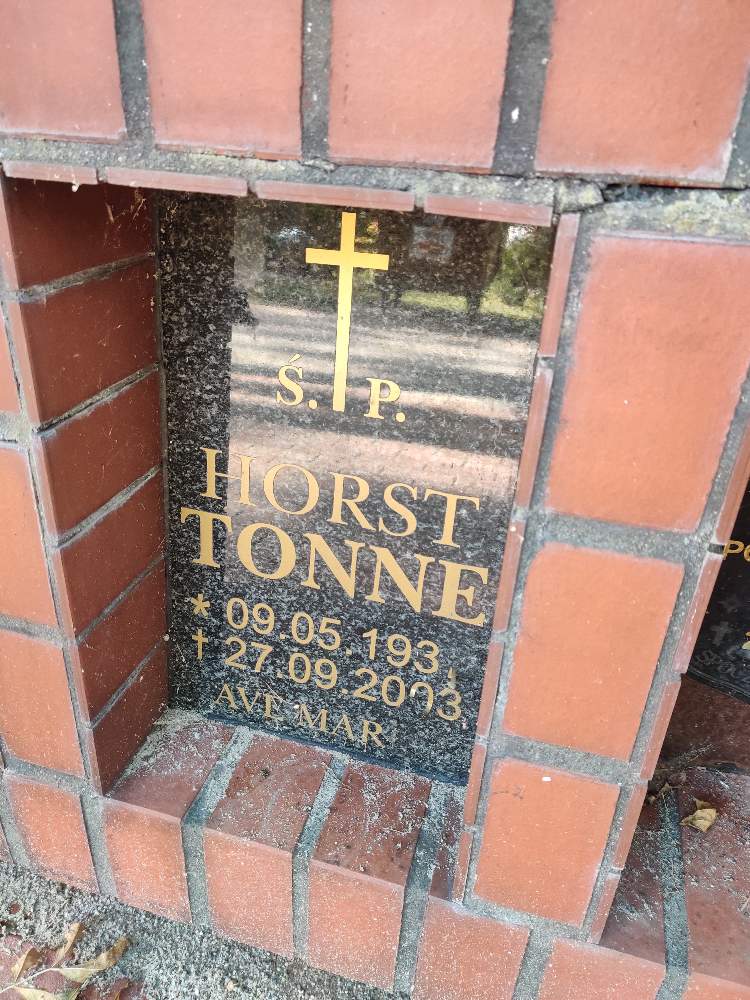 Ś. P.
HORST
TONNE
* 09.05.193
† 27.09.2003
AVE MAR